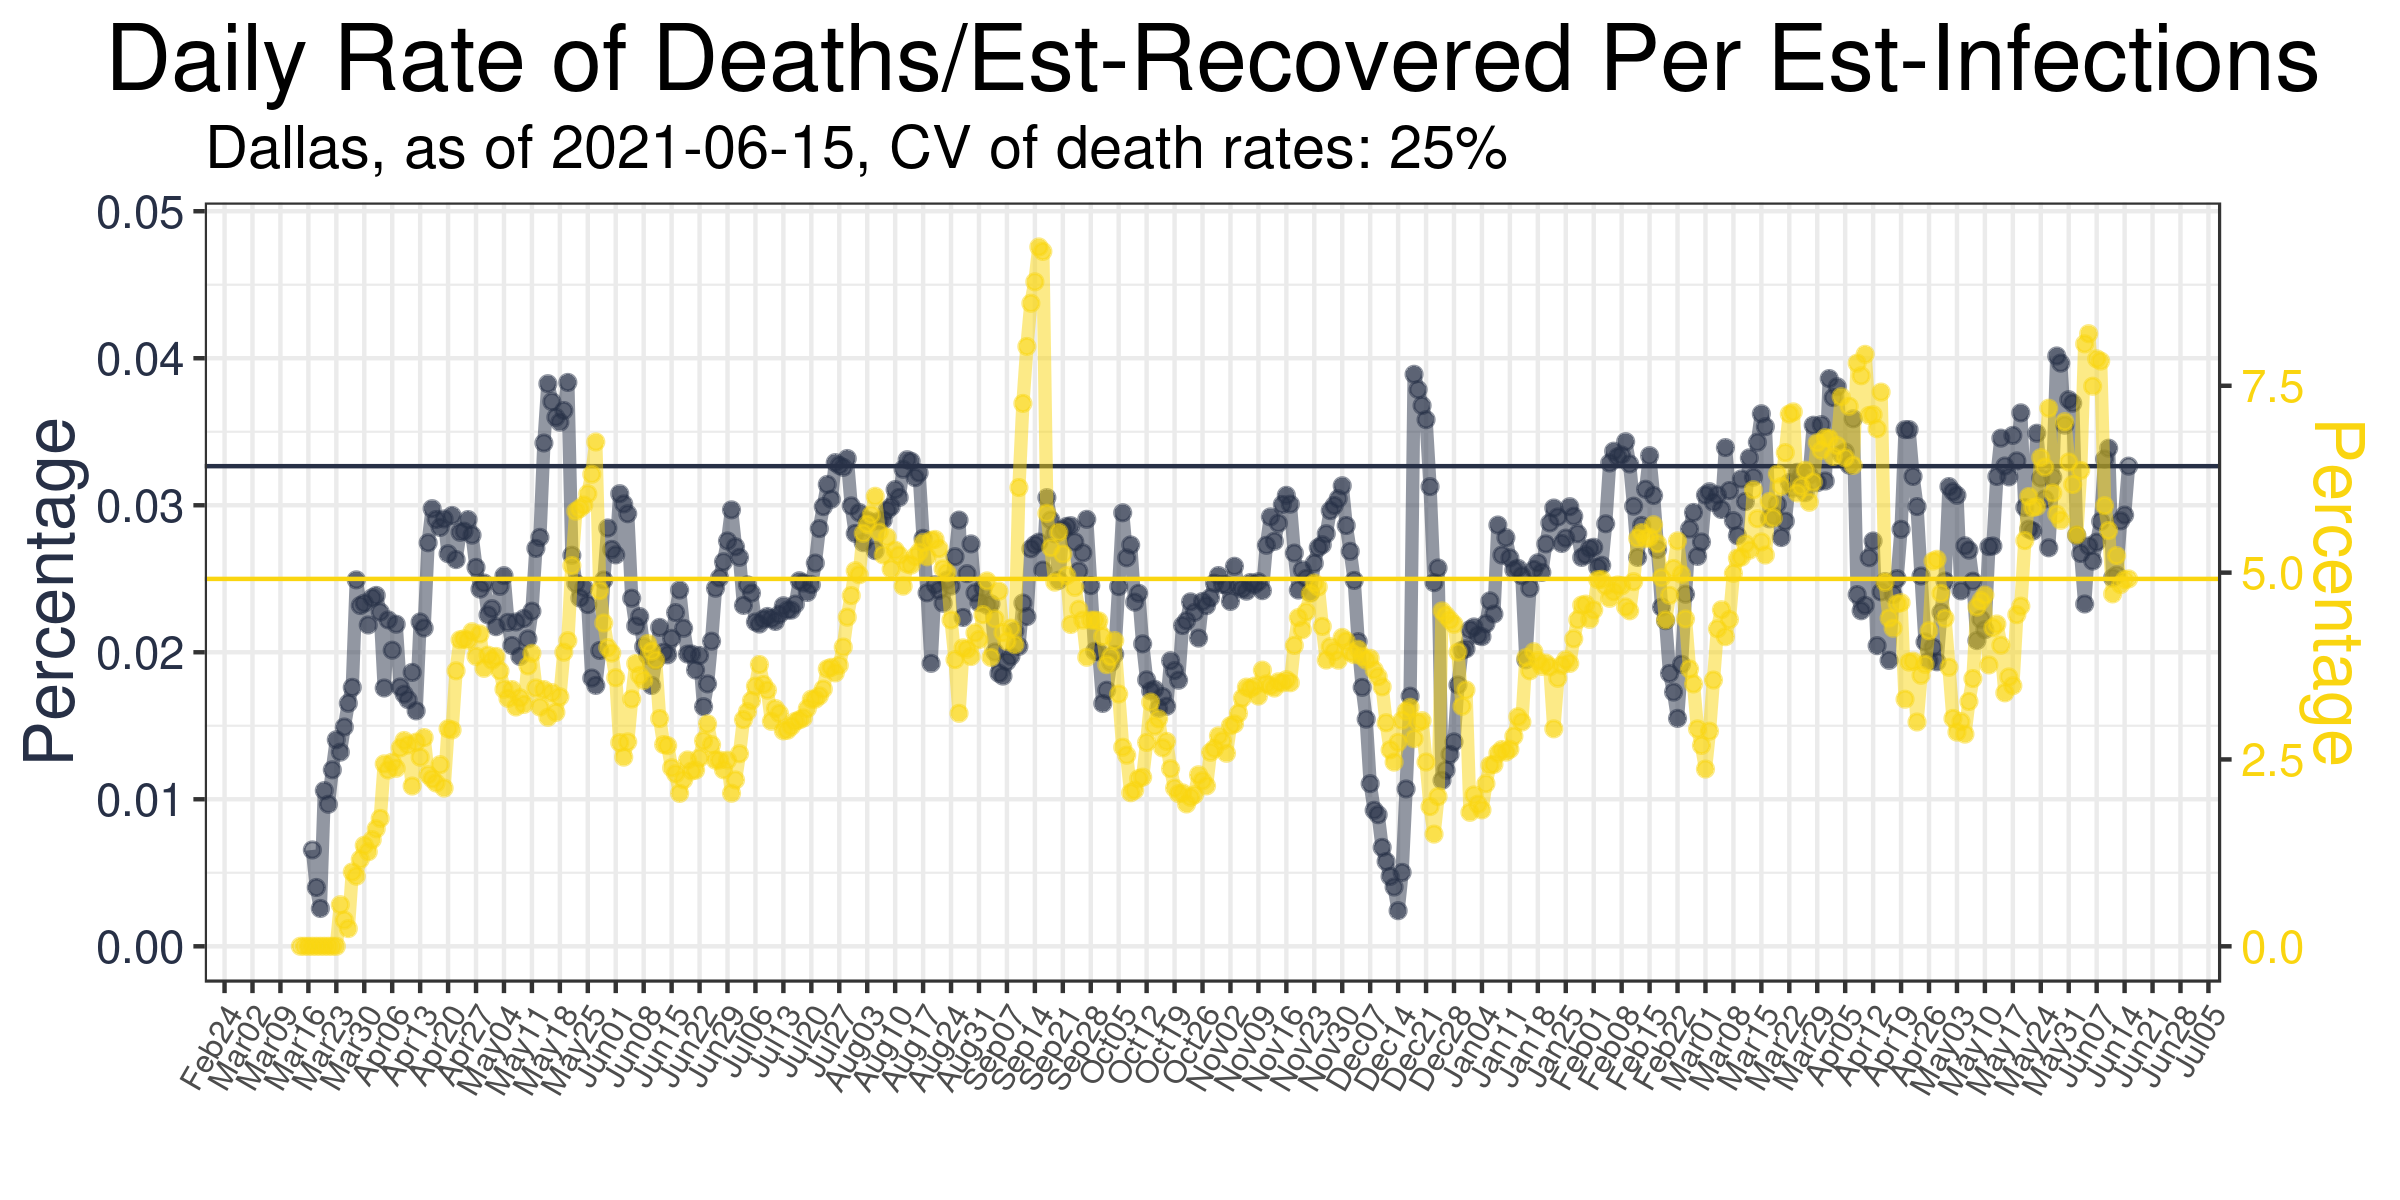 Daily Rate of Deaths/Est-Recovered Per Est-Infections
Dallas, as of 2021-06-15, CV of death rates: 25%
0.05
0.04
0.03
0.02
0.01
0.00
Percentage
7.5
5.0
2.5
0.0
Percentage
Feb24
Mar02
Mar09
Mar16
Mar23
Mar30
Apr06
Apr13
Apr20
Apr27
May04
May11
May18
May25
Jun01
Jun08
Jun15
Jun22
Jun29
Jul06
Jul13
Jul20
Jul27
Aug03
Aug10
Aug17
Aug24
Aug31
Sep07
Sep14
Sep21
Sep28
Oct05
Oct12
Oct19
Oct26
Nov02
Nov09
Nov16
Nov23
Nov30
Dec07
Dec14
Dec21
Dec28
Jan04
Jan11
Jan18
Jan25
Feb01
Feb08
Feb15
Feb22
Mar01
Mar08
Mar15
Mar22
Mar29
Apr05
Apr12
Apr19
Apr26
May03
May10
May17
May24
May31
Jun07
Jun14
Jun21
Jun28
Jul05